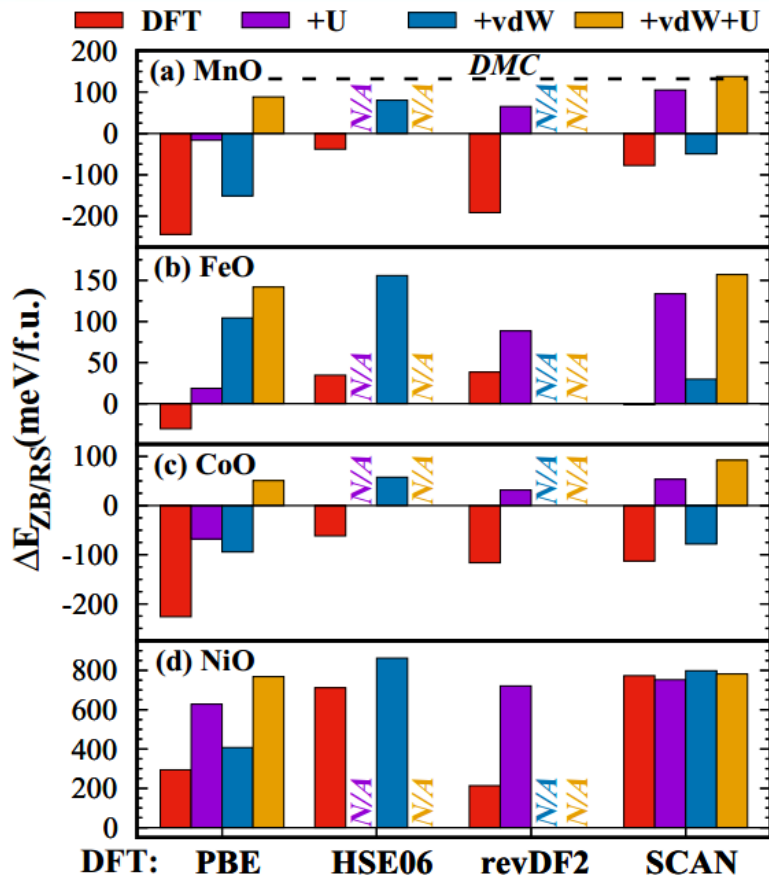 DFT +U +vdW +vdW+U
ΔE_ZB/RS(meV/f.u.)
(a) MnO
DMC
200
100
0
-100
-200
N/A N/A N/A N/A
(b) FeO
150
100
50
0
N/A N/A N/A N/A
(c) CoO
100
0
-100
-200
N/A N/A N/A N/A
(d) NiO
800
600
400
200
0
N/A N/A N/A N/A
DFT: PBE HSE06 revDF2 SCAN